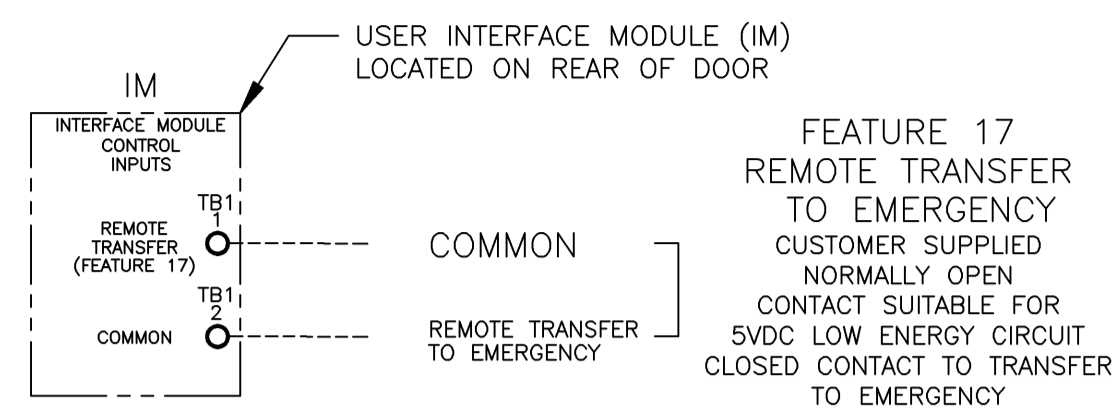 USER INTERFACE MODULE (IM)
LOCATED ON REAR OF DOOR
IM
INTERFACE MODULE
CONTROL
INPUTS
TB1
1
REMOTE
TRANSFER
(FEATURE 17)
TB1
2
COMMON
COMMON
REMOTE TRANSFER
TO EMERGENCY
FEATURE 17
REMOTE TRANSFER
TO EMERGENCY
CUSTOMER SUPPLIED
NORMALLY OPEN
CONTACT SUITABLE FOR
5VDC LOW ENERGY CIRCUIT
CLOSED CONTACT TO TRANSFER
TO EMERGENCY